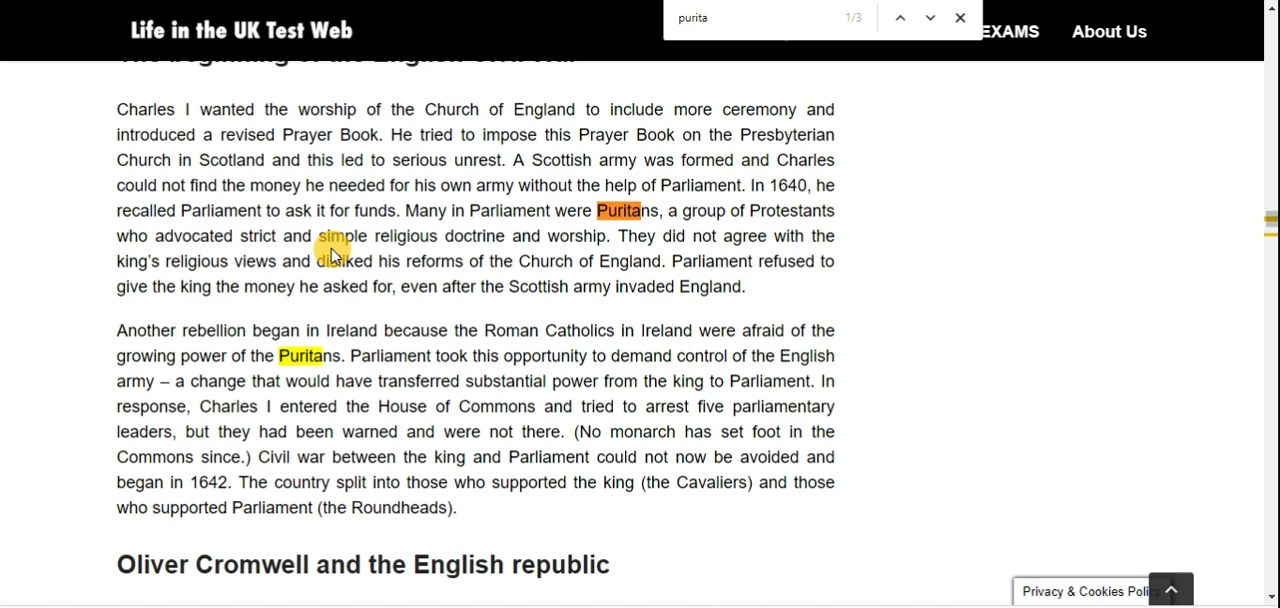 Life in the UK Test Web
purita
1/3
EXAMS
About Us
The beginning of the English Civil War
Charles I wanted the worship of the Church of England to include more ceremony and
introduced a revised Prayer Book. He tried to impose this Prayer Book on the Presbyterian
Church in Scotland and this led to serious unrest. A Scottish army was formed and Charles
could not find the money he needed for his own army without the help of Parliament. In 1640, he
recalled Parliament to ask it for funds. Many in Parliament were Puritans, a group of Protestants
who advocated strict and simple religious doctrine and worship. They did not agree with the
king's religious views and disliked his reforms of the Church of England. Parliament refused to
give the king the money he asked for, even after the Scottish army invaded England.
Another rebellion began in Ireland because the Roman Catholics in Ireland were afraid of the
growing power of the Puritans. Parliament took this opportunity to demand control of the English
army – a change that would have transferred substantial power from the king to Parliament. In
response, Charles I entered the House of Commons and tried to arrest five parliamentary
leaders, but they had been warned and were not there. (No monarch has set foot in the
Commons since.) Civil war between the king and Parliament could not now be avoided and
began in 1642. The country split into those who supported the king (the Cavaliers) and those
who supported Parliament (the Roundheads).
Oliver Cromwell and the English republic
Privacy & Cookies Policy